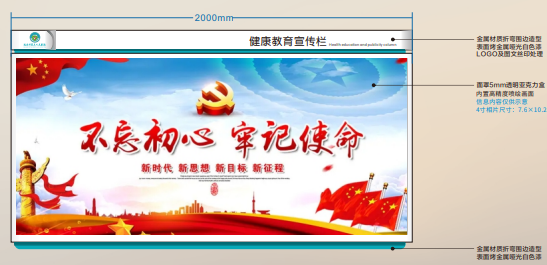 2000mm
健康教育宣传栏 Health education and publicity column
金属材质折弯围边造型
表面烤金属哑光白色漆
LOGO及图文丝印处理
面罩5mm透明亚克力盒
内置高精度喷绘画面
信息内容仅供示意
4寸相片尺寸：7.6×10.2
不忘初心 牢记使命
新时代 新思想 新目标 新征程
金属材质折弯围边造型
表面烤金属哑光白色漆